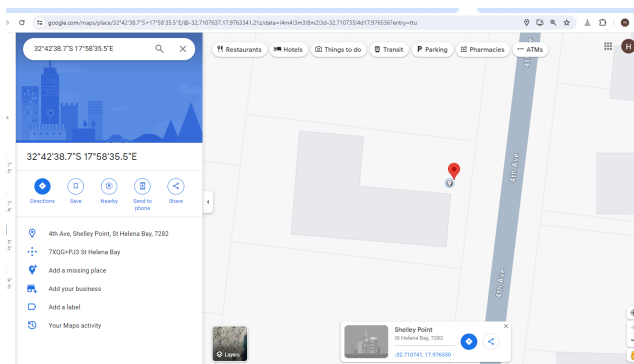 google.com/maps/place/32°42'38.7"S+17°58'35.5"E/@-32.7107637,17.9763341,21z/data=!4m4!3m3!8m2!3d-32.710735!4d17.976536?entry=ttu
32°42'38.7"S 17°58'35.5"E
Restaurants
Hotels
Things to do
Transit
Parking
Pharmacies
ATMs
H
4th Ave
32°42'38.7"S 17°58'35.5"E
Directions
Save
Nearby
Send to
phone
Share
4th Ave, Shelley Point, St Helena Bay, 7282
7XQG+PJ3 St Helena Bay
Add a missing place
Add your business
Add a label
Your Maps activity
4th Ave
4th Ave
Layers
Shelley Point
St Helena Bay, 7282
-32.710741, 17.976530